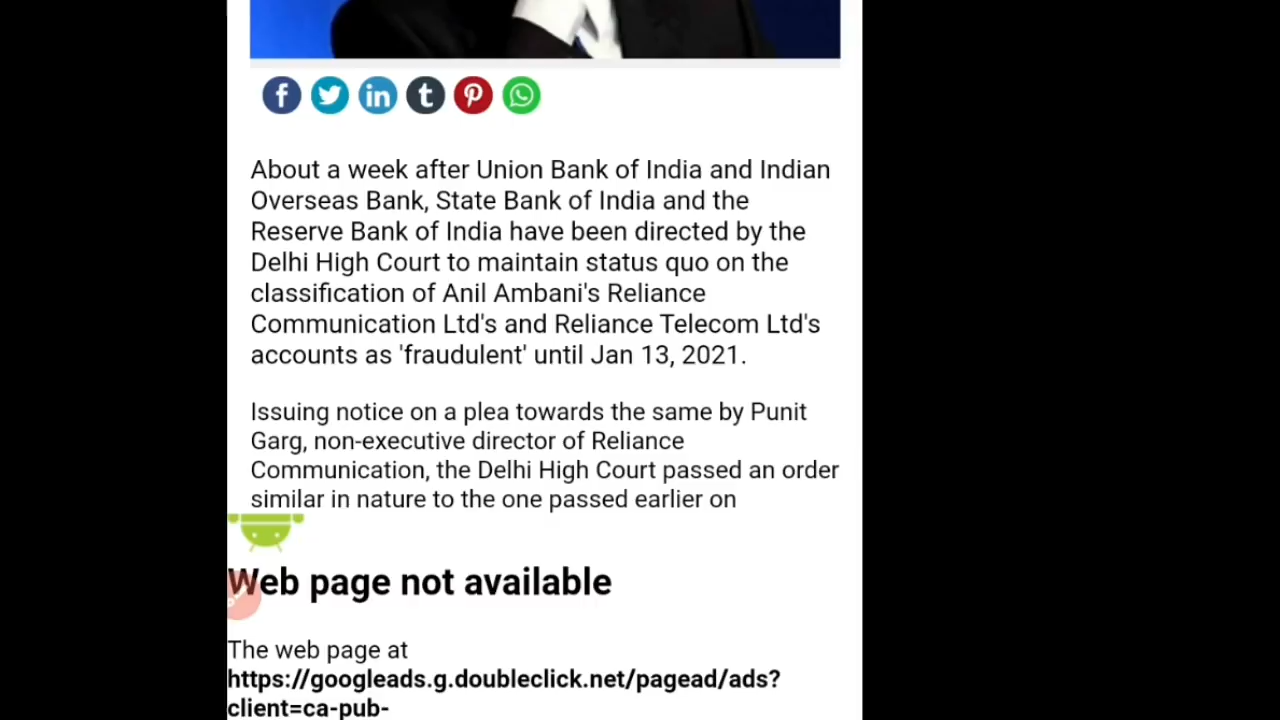 About a week after Union Bank of India and Indian
Overseas Bank, State Bank of India and the
Reserve Bank of India have been directed by the
Delhi High Court to maintain status quo on the
classification of Anil Ambani's Reliance
Communication Ltd's and Reliance Telecom Ltd's
accounts as 'fraudulent' until Jan 13, 2021.
Issuing notice on a plea towards the same by Punit
Garg, non-executive director of Reliance
Communication, the Delhi High Court passed an order
similar in nature to the one passed earlier on
Web page not available
The web page at
https://googleads.g.doubleclick.net/pagead/ads?
client=ca-pub-